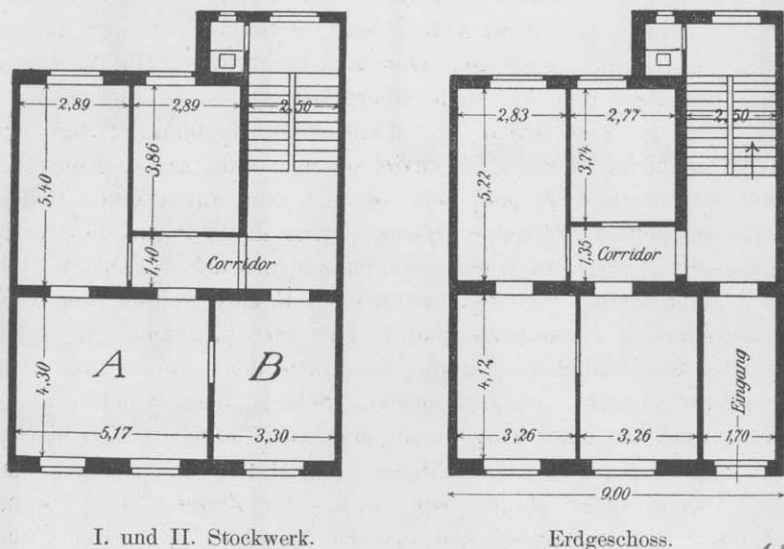 2,89 2,89 2,50
5,40
3,86
1,40
Corridor
A B
4,30
5,17 3,30
I. und II. Stockwerk.
2,83 2,77 2,50
5,22
3,74
1,25
Corridor
4,12
Eingang
3,26 3,26 1,70
9,00
Erdgeschoss.